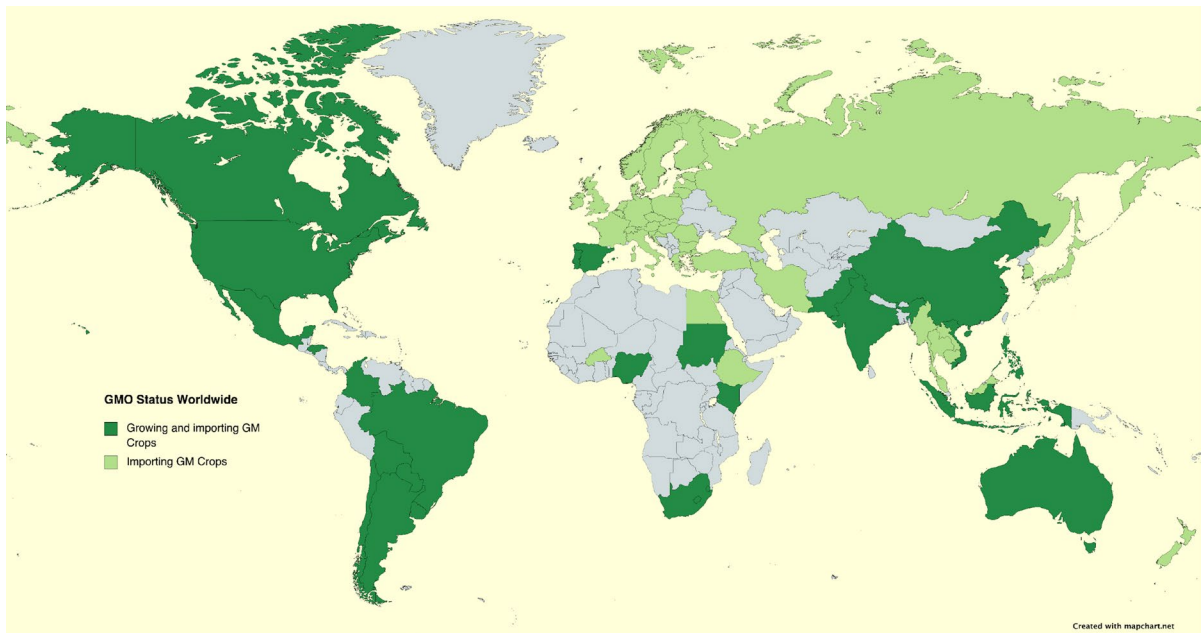 GMO Status Worldwide
Growing and importing GM
Crops
Importing GM Crops
Created with mapchart.net